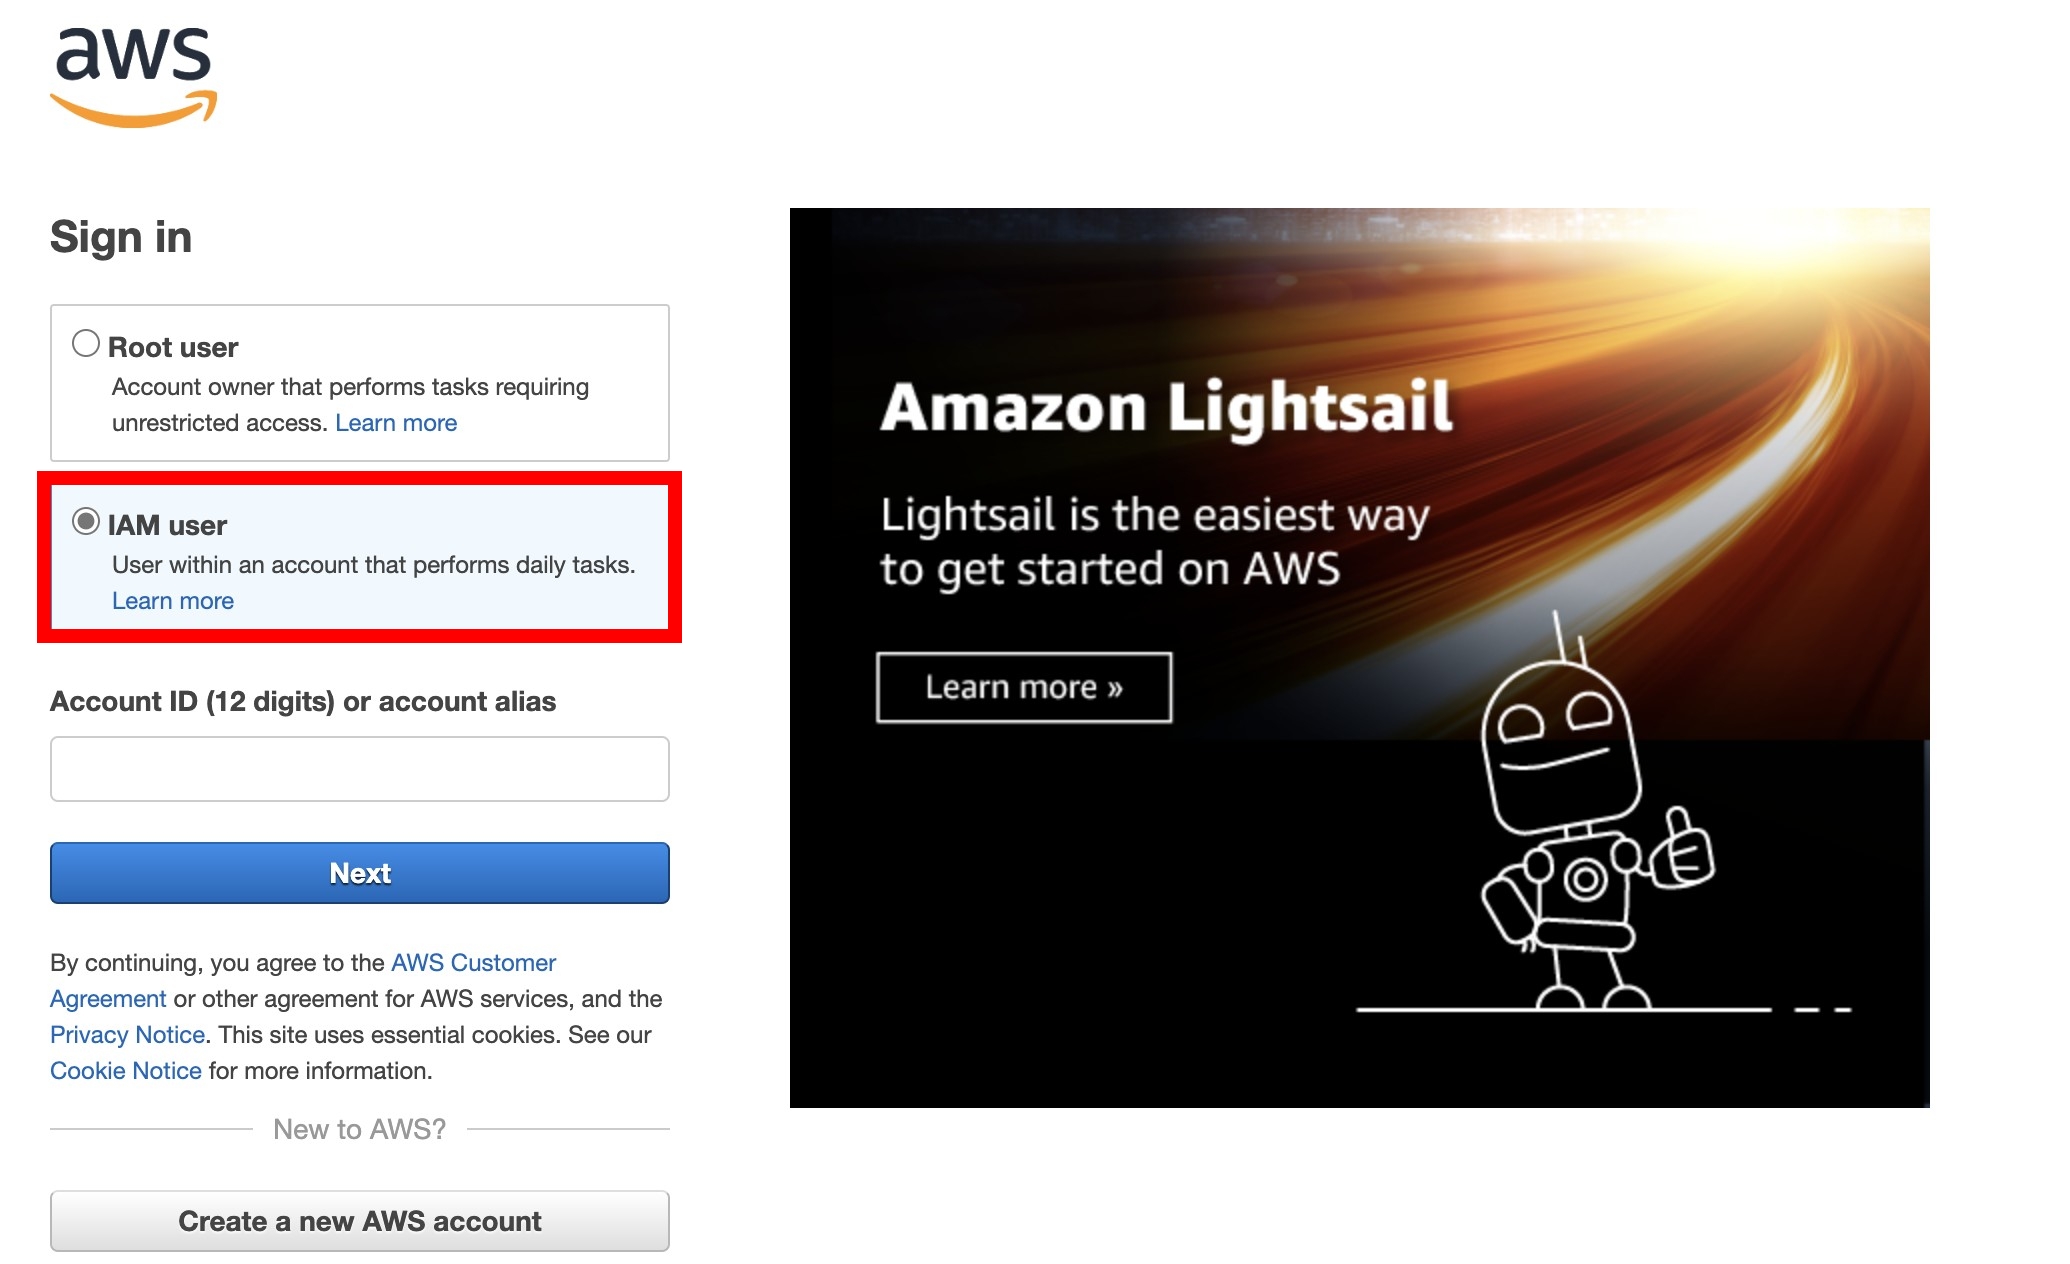 aws
Sign in
Root user
Account owner that performs tasks requiring
unrestricted access. Learn more
IAM user
User within an account that performs daily tasks.
Learn more
Account ID (12 digits) or account alias
Next
By continuing, you agree to the AWS Customer
Agreement or other agreement for AWS services, and the
Privacy Notice. This site uses essential cookies. See our
Cookie Notice for more information.
New to AWS?
Create a new AWS account
Amazon Lightsail
Lightsail is the easiest way
to get started on AWS
Learn more »